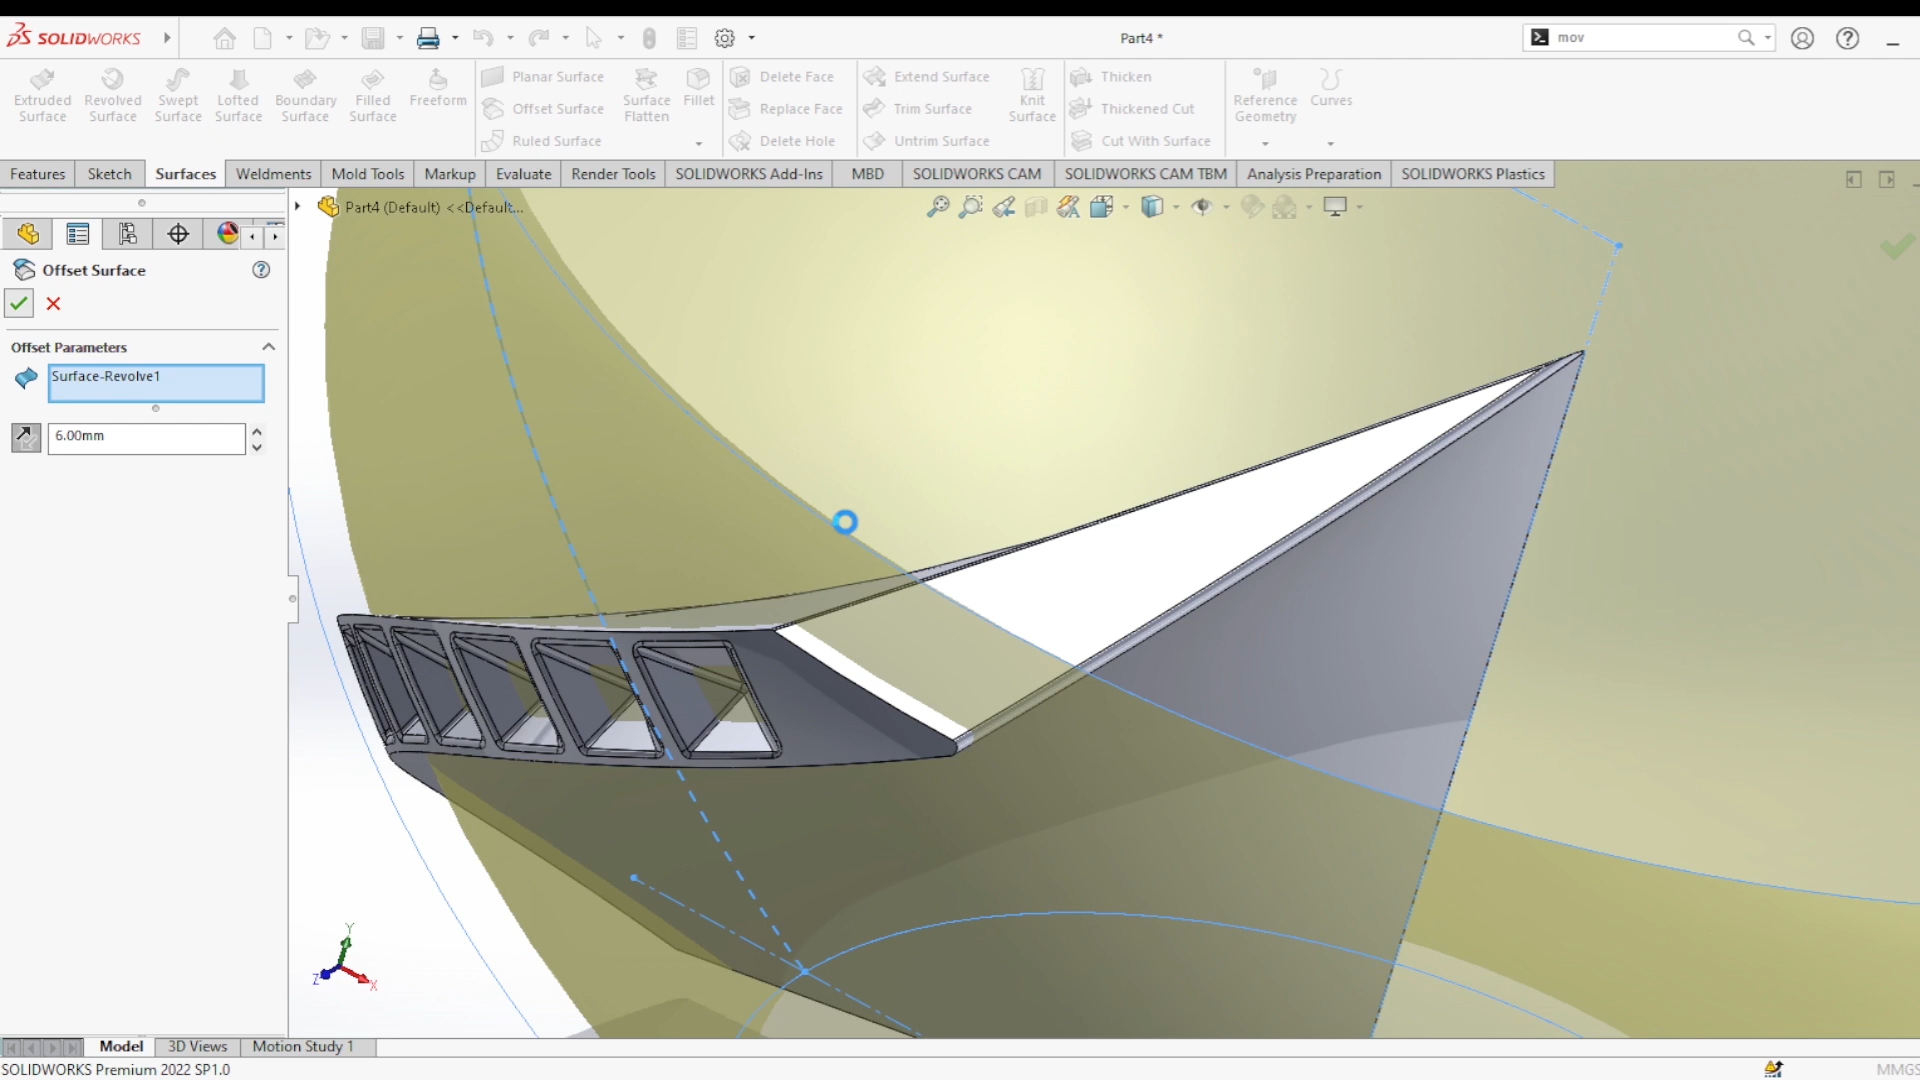 SOLIDWORKS
Part4 *
mov
Extruded Surface
Revolved Surface
Swept Surface
Lofted Surface
Boundary Surface
Filled Surface
Freeform
Planar Surface
Offset Surface
Ruled Surface
Surface Flatten
Fillet
Delete Face
Replace Face
Delete Hole
Extend Surface
Trim Surface
Untrim Surface
Knit Surface
Thicken
Thickened Cut
Cut With Surface
Reference Geometry
Curves
Features
Sketch
Surfaces
Weldments
Mold Tools
Markup
Evaluate
Render Tools
SOLIDWORKS Add-Ins
MBD
SOLIDWORKS CAM
SOLIDWORKS CAM TBM
Analysis Preparation
SOLIDWORKS Plastics
Part4 (Default) <<Default...
Offset Surface
Offset Parameters
Surface-Revolve1
6.00mm
Y
Z
X
Model
3D Views
Motion Study 1
SOLIDWORKS Premium 2022 SP1.0
MMGS